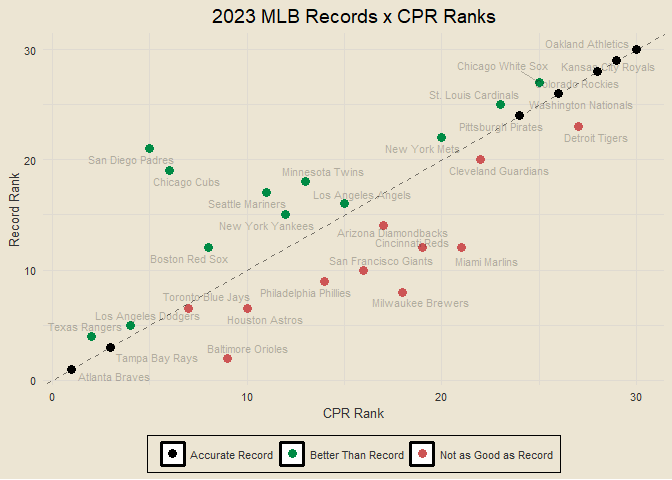 2023 MLB Records x CPR Ranks
Record Rank
30
20
10
0
Oakland Athletics
Chicago White Sox
Kansas City Royals
Colorado Rockies
St. Louis Cardinals
Washington Nationals
Pittsburgh Pirates
Detroit Tigers
New York Mets
San Diego Padres
Cleveland Guardians
Minnesota Twins
Chicago Cubs
Los Angeles Angels
Seattle Mariners
New York Yankees
Arizona Diamondbacks
Cincinnati Reds
Boston Red Sox
San Francisco Giants
Miami Marlins
Philadelphia Phillies
Toronto Blue Jays
Milwaukee Brewers
Los Angeles Dodgers
Houston Astros
Texas Rangers
Baltimore Orioles
Tampa Bay Rays
Atlanta Braves
0
10
20
30
CPR Rank
Accurate Record
Better Than Record
Not as Good as Record